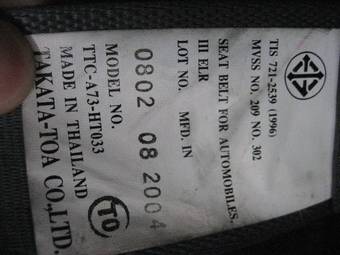 TIS 721-2539 (1996)
MVSS NO. 209 NO. 302
SEAT BELT FOR AUTOMOBILES.
III ELR
LOT NO. MFD. IN
0802 08 2004
MODEL NO.
TTC-A73-HT033
MADE IN THAILAND
TAKATA-TOA CO.,LTD.
TO